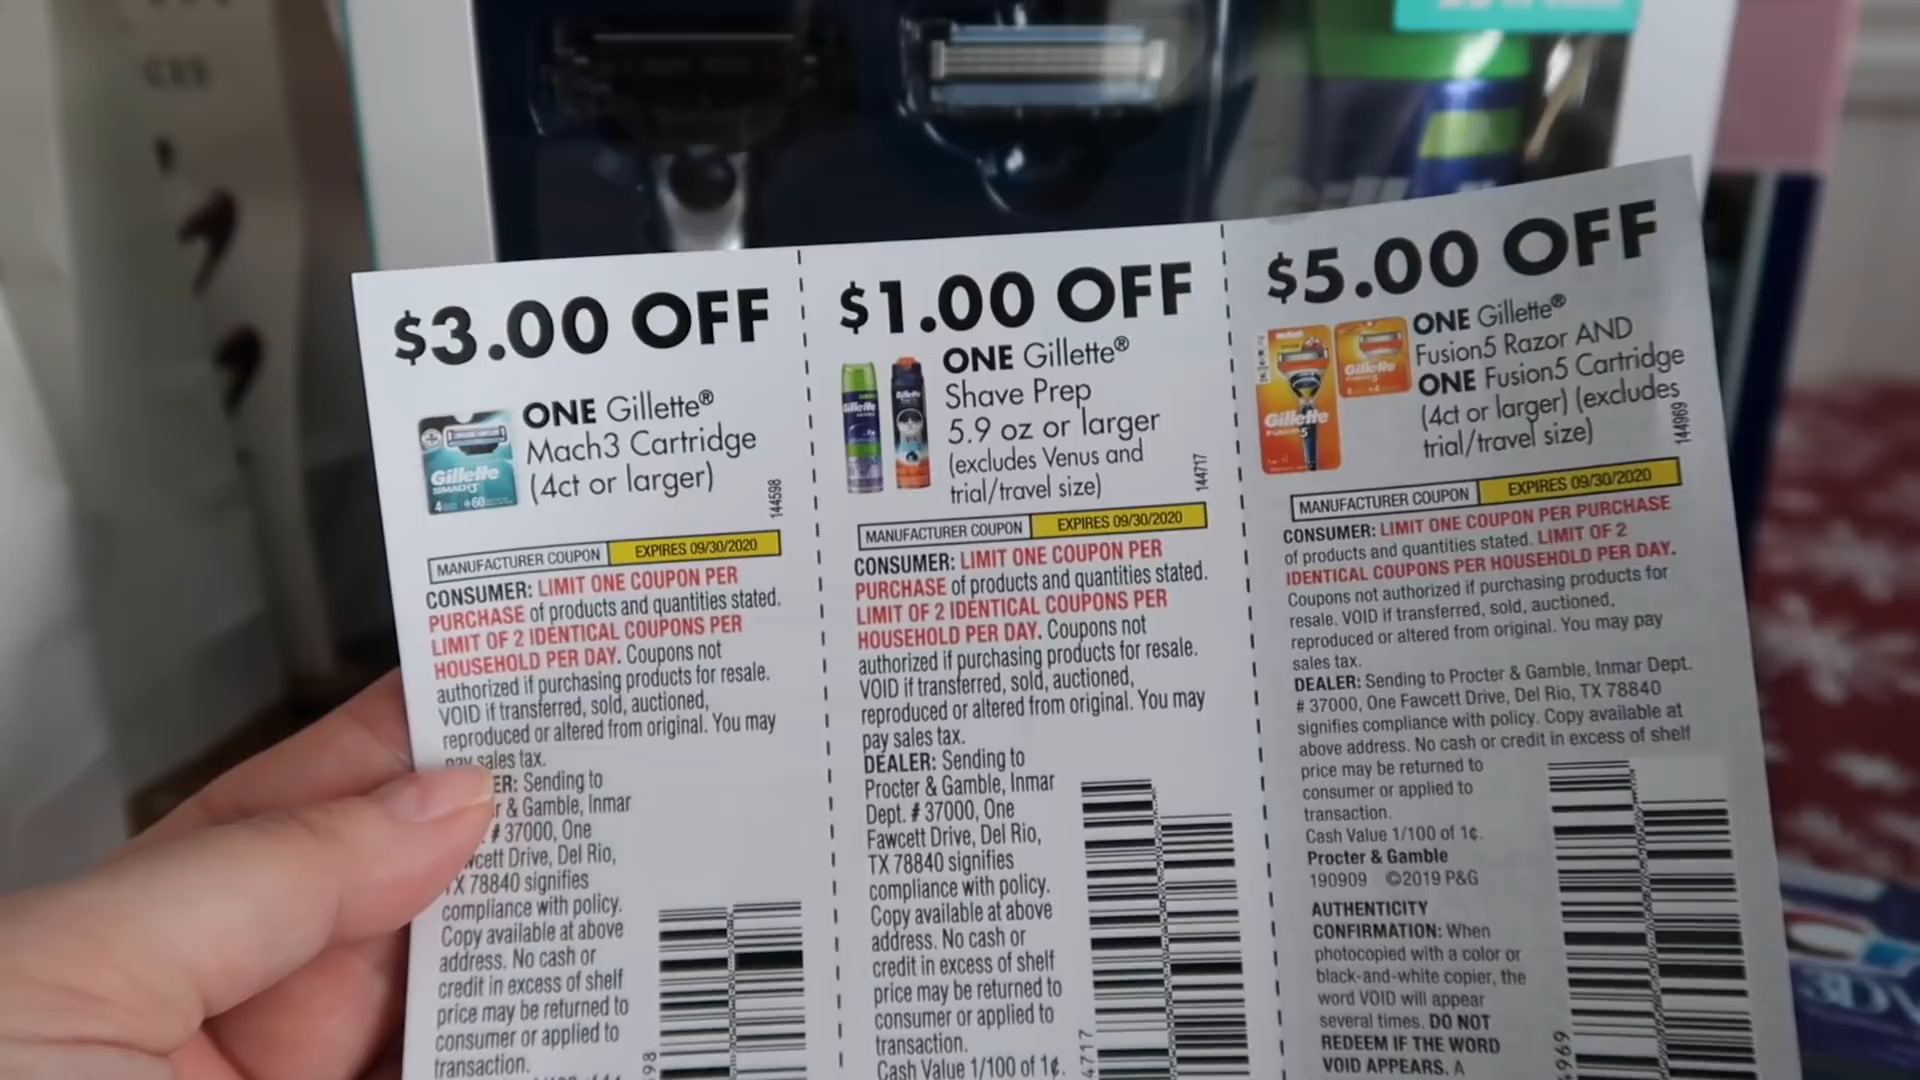 $3.00 OFF
ONE Gillette®
Mach3 Cartridge
(4ct or larger)
144598
Gillette
MACH3
MANUFACTURER COUPON EXPIRES 09/30/2020
CONSUMER: LIMIT ONE COUPON PER
PURCHASE of products and quantities stated.
LIMIT OF 2 IDENTICAL COUPONS PER
HOUSEHOLD PER DAY. Coupons not
authorized if purchasing products for resale.
VOID if transferred, sold, auctioned,
reproduced or altered from original. You may
pay sales tax.
ER: Sending to
r & Gamble, Inmar
# 37000, One
wcett Drive, Del Rio,
TX 78840 signifies
compliance with policy.
Copy available at above
address. No cash or
credit in excess of shelf
price may be returned to
consumer or applied to
transaction.
98
$1.00 OFF
ONE Gillette®
Shave Prep
5.9 oz or larger
(excludes Venus and
trial/travel size)
144717
Gillette
Gillette
MANUFACTURER COUPON EXPIRES 09/30/2020
CONSUMER: LIMIT ONE COUPON PER
PURCHASE of products and quantities stated.
LIMIT OF 2 IDENTICAL COUPONS PER
HOUSEHOLD PER DAY. Coupons not
authorized if purchasing products for resale.
VOID if transferred, sold, auctioned,
reproduced or altered from original. You may
pay sales tax.
DEALER: Sending to
Procter & Gamble, Inmar
Dept. # 37000, One
Fawcett Drive, Del Rio,
TX 78840 signifies
compliance with policy.
Copy available at above
address. No cash or
credit in excess of shelf
price may be returned to
consumer or applied to
transaction.
Cash Value 1/100 of 1¢.
4717
$5.00 OFF
ONE Gillette®
Fusion5 Razor AND
ONE Fusion5 Cartridge
(4ct or larger) (excludes
trial/travel size)
144969
Gillette
Gillette
MANUFACTURER COUPON EXPIRES 09/30/2020
CONSUMER: LIMIT ONE COUPON PER PURCHASE
of products and quantities stated. LIMIT OF 2
IDENTICAL COUPONS PER HOUSEHOLD PER DAY.
Coupons not authorized if purchasing products for
resale. VOID if transferred, sold, auctioned,
reproduced or altered from original. You may pay
sales tax.
DEALER: Sending to Procter & Gamble, Inmar Dept.
# 37000, One Fawcett Drive, Del Rio, TX 78840
signifies compliance with policy. Copy available at
above address. No cash or credit in excess of shelf
price may be returned to
consumer or applied to
transaction.
Cash Value 1/100 of 1¢.
Procter & Gamble
190909 ©2019 P&G
AUTHENTICITY
CONFIRMATION: When
photocopied with a color or
black-and-white copier, the
word VOID will appear
several times. DO NOT
REDEEM IF THE WORD
VOID APPEARS. A
4969